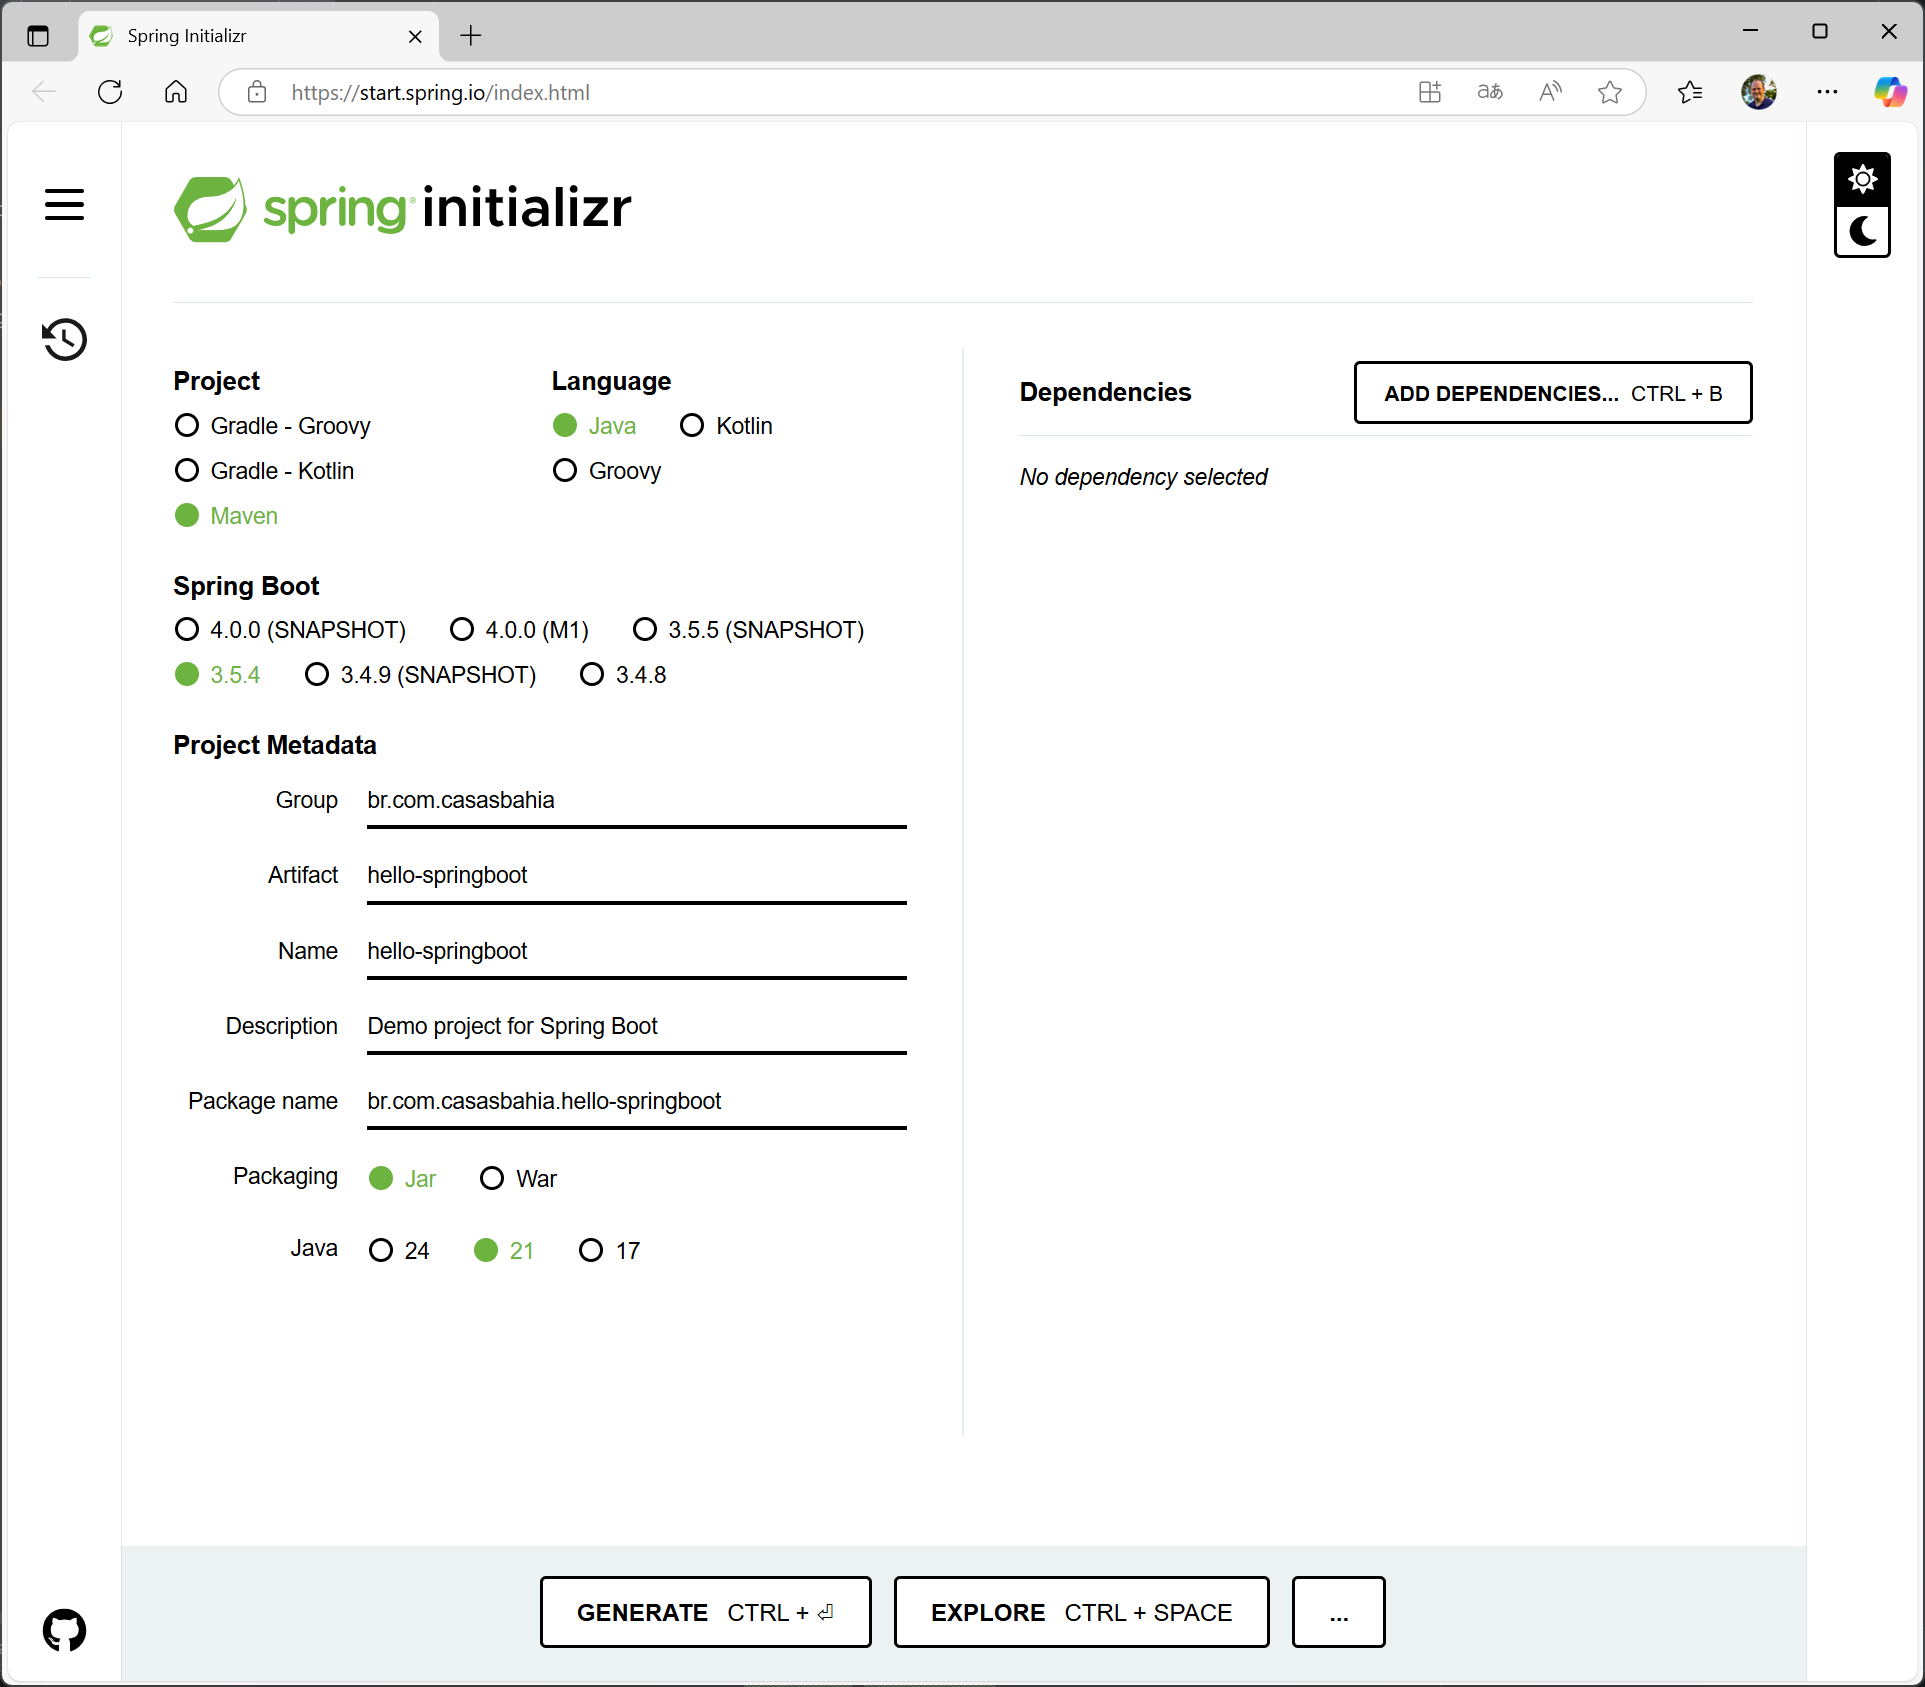 Spring Initializr
https://start.spring.io/index.html
spring initializr
Project
Gradle - Groovy
Gradle - Kotlin
Maven
Language
Java Kotlin
Groovy
Spring Boot
4.0.0 (SNAPSHOT) 4.0.0 (M1) 3.5.5 (SNAPSHOT)
3.5.4 3.4.9 (SNAPSHOT) 3.4.8
Project Metadata
Group br.com.casasbahia
Artifact hello-springboot
Name hello-springboot
Description Demo project for Spring Boot
Package name br.com.casasbahia.hello-springboot
Packaging Jar War
Java 24 21 17
Dependencies ADD DEPENDENCIES... CTRL + B
No dependency selected
GENERATE CTRL + ⏎ EXPLORE CTRL + SPACE ...